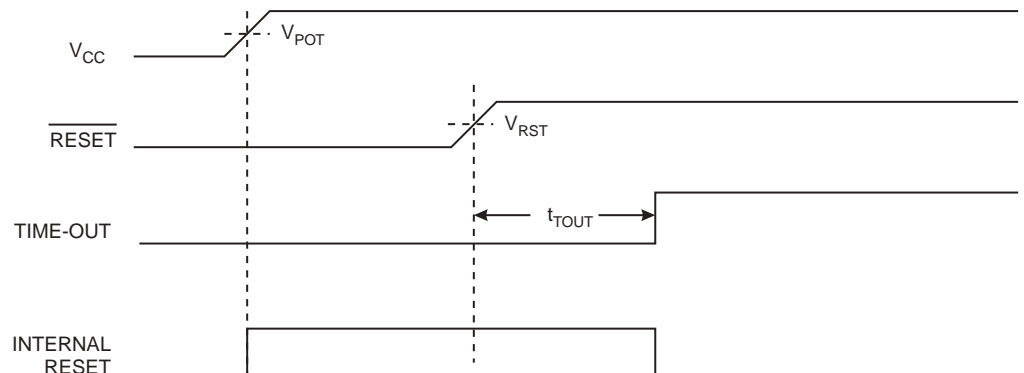 VCC
VPOT
RESET
VRST
TIME-OUT
tTOUT
INTERNAL
RESET